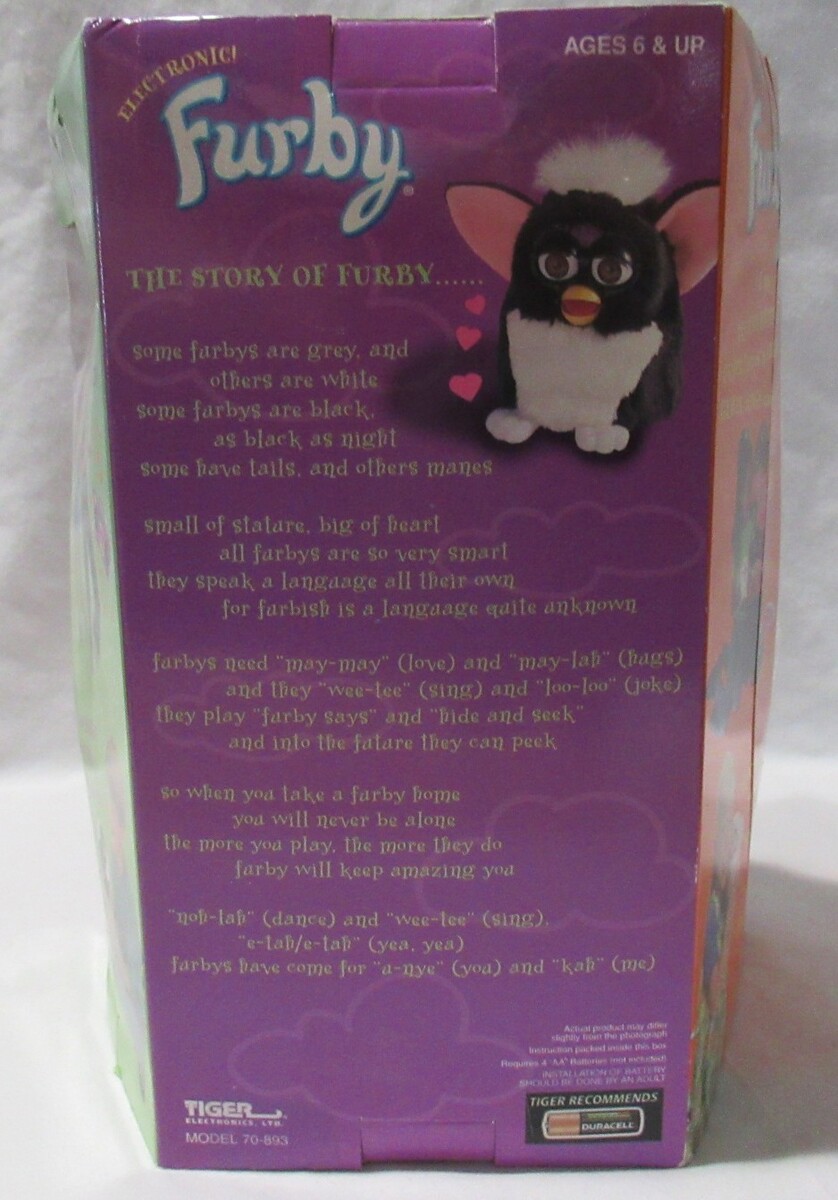 ELECTRONIC!
AGES 6 & UP
Furby®
THE STORY OF FURBY......
some furbys are grey, and
others are white
some furbys are black,
as black as night
some have tails, and others manes
small of stature, big of heart
all furbys are so very smart
they speak a language all their own
for furbish is a language quite unknown
furbys need "may-may" (love) and "may-lah" (hugs)
and they "wee-tee" (sing) and "loo-loo" (joke)
they play "furby says" and "hide and seek"
and into the future they can peek
so when you take a furby home
you will never be alone
the more you play, the more they do
furby will keep amazing you
"noh-lah" (dance) and "wee-tee" (sing),
"e-tah/e-tah" (yea, yea)
furbys have come for "u-nye" (you) and "kah" (me)
Actual product may differ
slightly from the photograph
Instruction packed inside this box
Requires 4 "AA" Batteries (not included)
INSTALLATION OF BATTERY
SHOULD BE DONE BY AN ADULT
TIGER RECOMMENDS
DURACELL
TIGER
ELECTRONICS, LTD.
MODEL 70-893